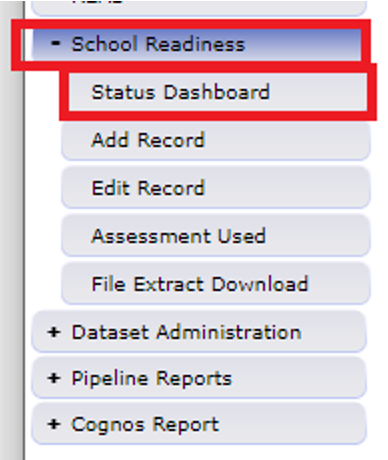 - School Readiness
Status Dashboard
Add Record
Edit Record
Assessment Used
File Extract Download
+ Dataset Administration
+ Pipeline Reports
+ Cognos Report